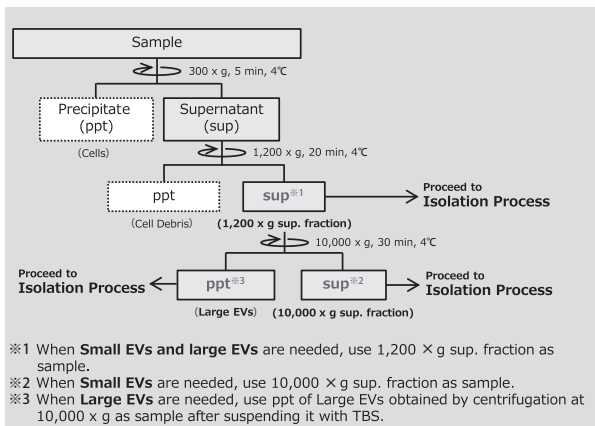 Sample
300 x g, 5 min, 4℃
Precipitate
(ppt)
Supernatant
(sup)
(Cells)
1,200 x g, 20 min, 4℃
ppt
sup※1
Proceed to
Isolation Process
(Cell Debris)
(1,200 x g sup. fraction)
10,000 x g, 30 min, 4℃
Proceed to
Isolation Process
ppt※3
sup※2
Proceed to
Isolation Process
(Large EVs)
(10,000 x g sup. fraction)
※1 When Small EVs and large EVs are needed, use 1,200 ×g sup. fraction as
sample.
※2 When Small EVs are needed, use 10,000 ×g sup. fraction as sample.
※3 When Large EVs are needed, use ppt of Large EVs obtained by centrifugation at
10,000 x g as sample after suspending it with TBS.